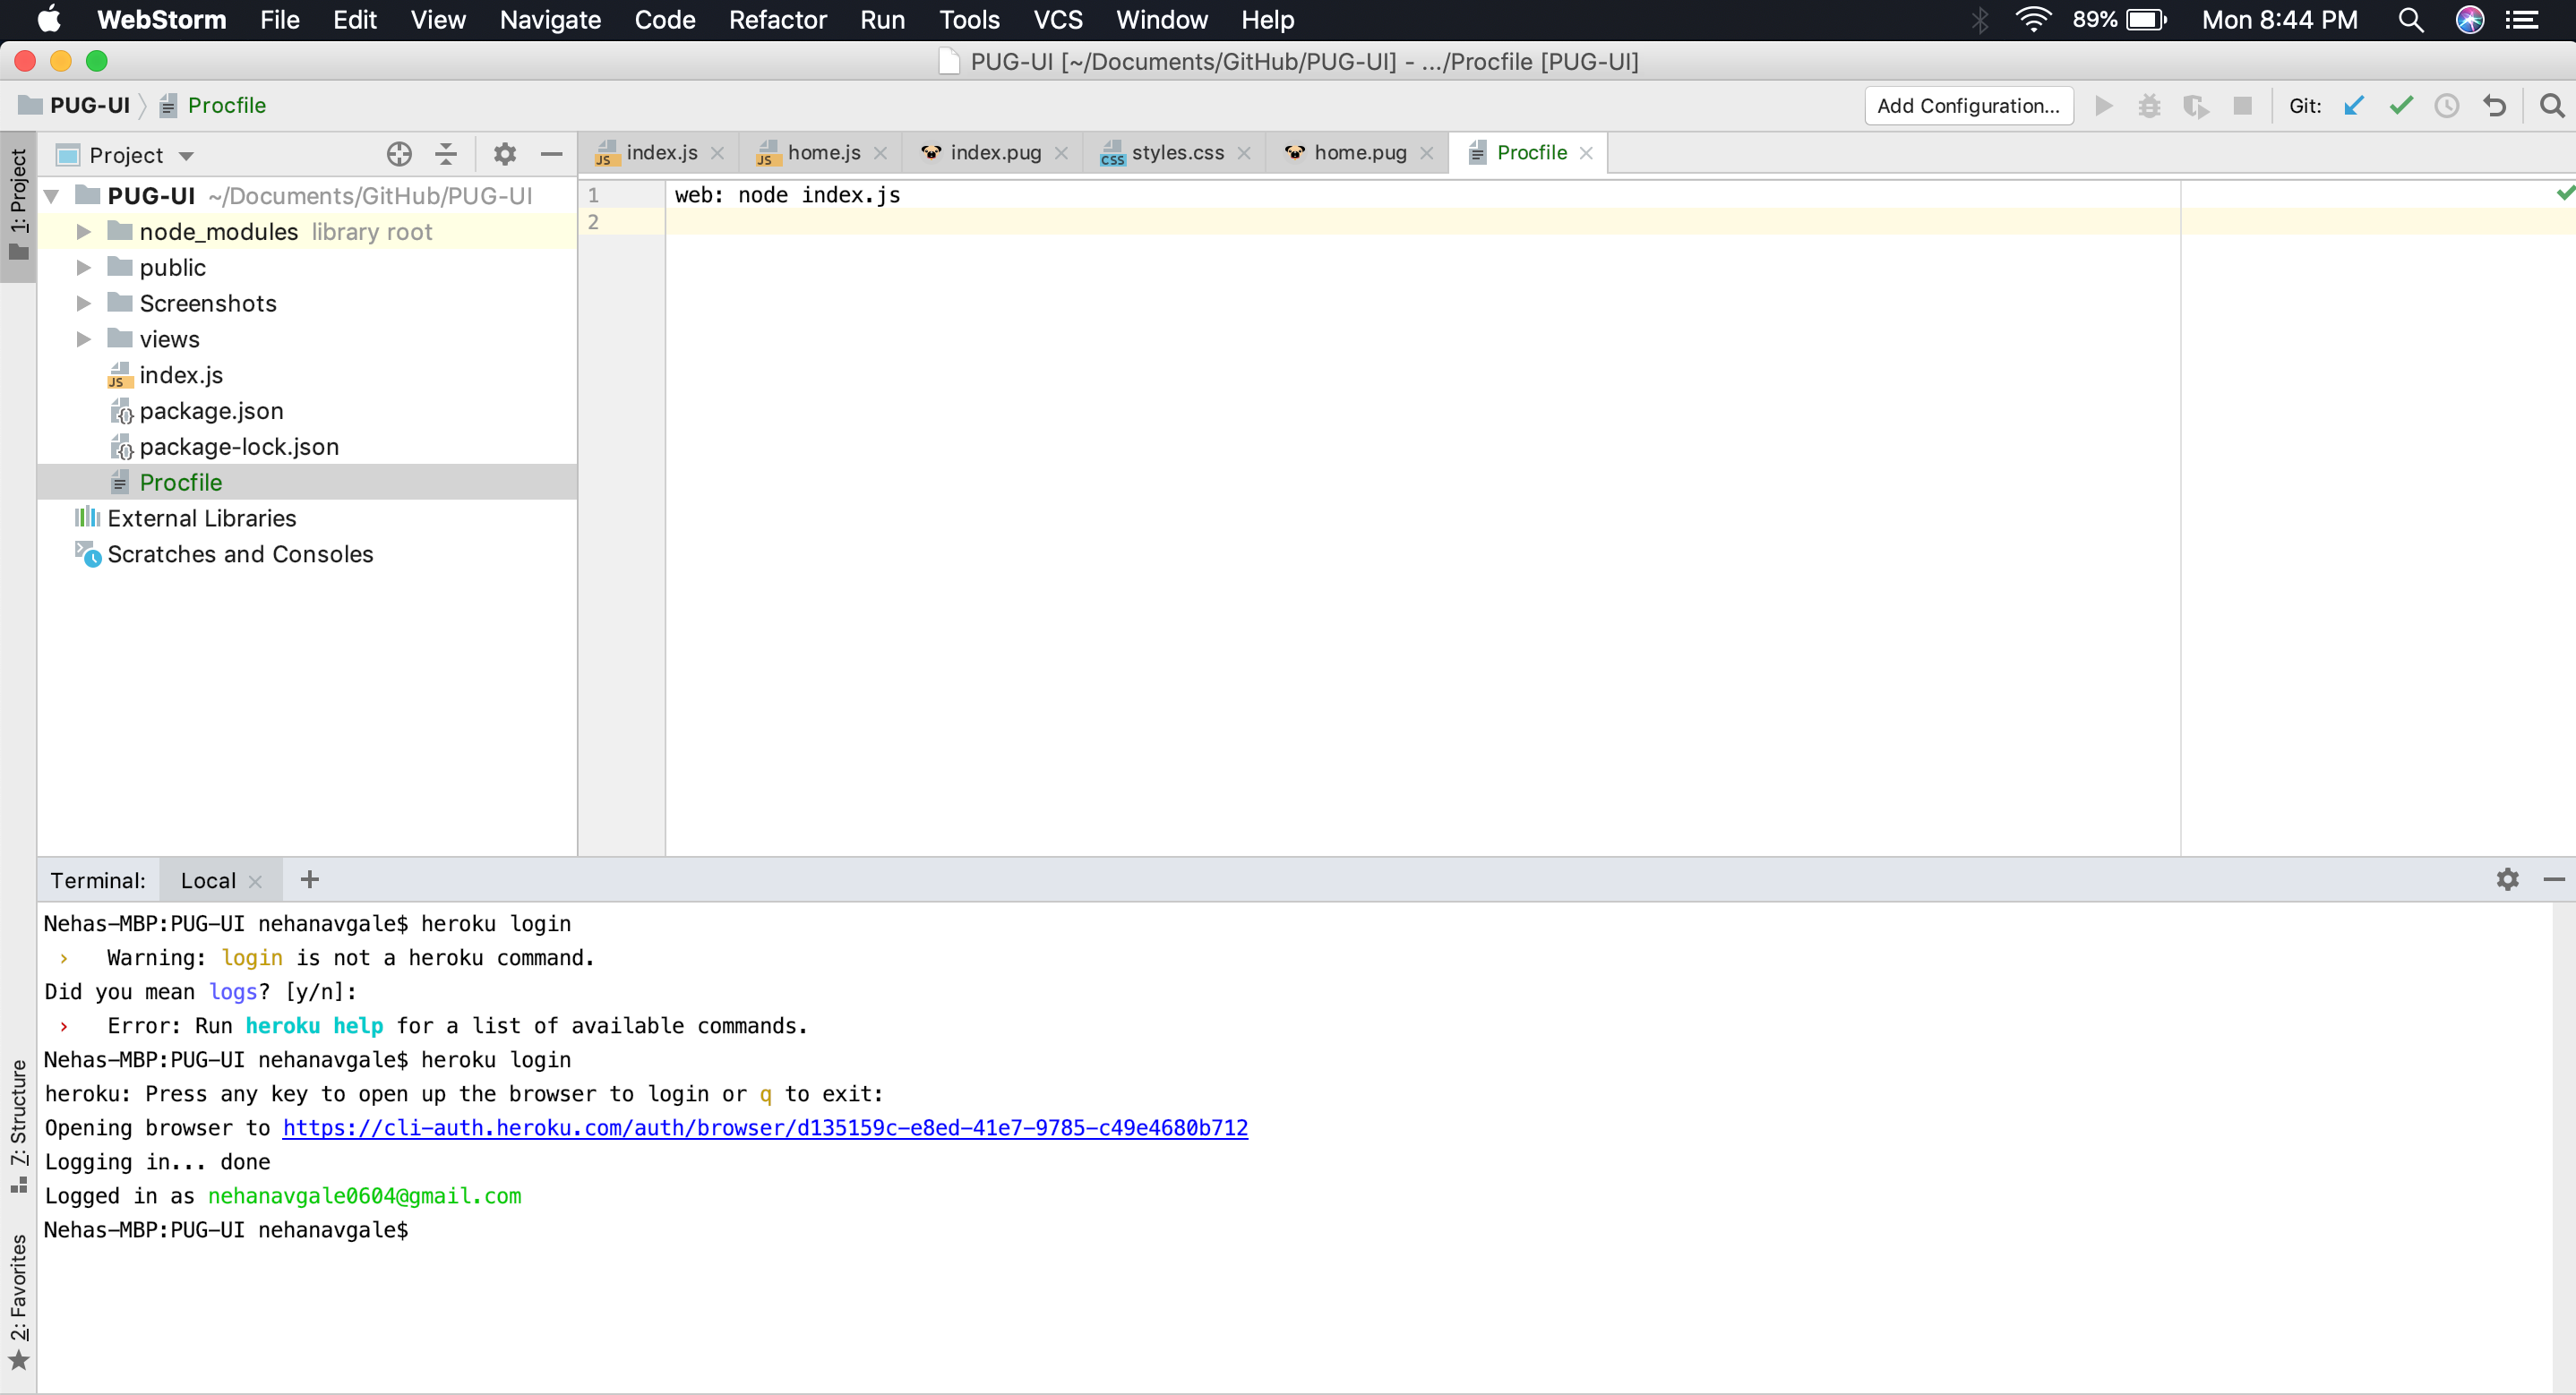 WebStorm File Edit View Navigate Code Refactor Run Tools VCS Window Help 89% Mon 8:44 PM
PUG-UI [~/Documents/GitHub/PUG-UI] - .../Procfile [PUG-UI]
PUG-UI Procfile Add Configuration... Git:
1: Project
Project
index.js home.js index.pug styles.css home.pug Procfile
PUG-UI ~/Documents/GitHub/PUG-UI
node_modules library root
public
Screenshots
views
index.js
package.json
package-lock.json
Procfile
External Libraries
Scratches and Consoles
1 web: node index.js
2
Terminal: Local
Nehas-MBP:PUG-UI nehanavgale$ heroku login
› Warning: login is not a heroku command.
Did you mean logs? [y/n]:
› Error: Run heroku help for a list of available commands.
Nehas-MBP:PUG-UI nehanavgale$ heroku login
heroku: Press any key to open up the browser to login or q to exit:
Opening browser to https://cli-auth.heroku.com/auth/browser/d135159c-e8ed-41e7-9785-c49e4680b712
Logging in... done
Logged in as nehanavgale0604@gmail.com
Nehas-MBP:PUG-UI nehanavgale$
7: Structure
2: Favorites